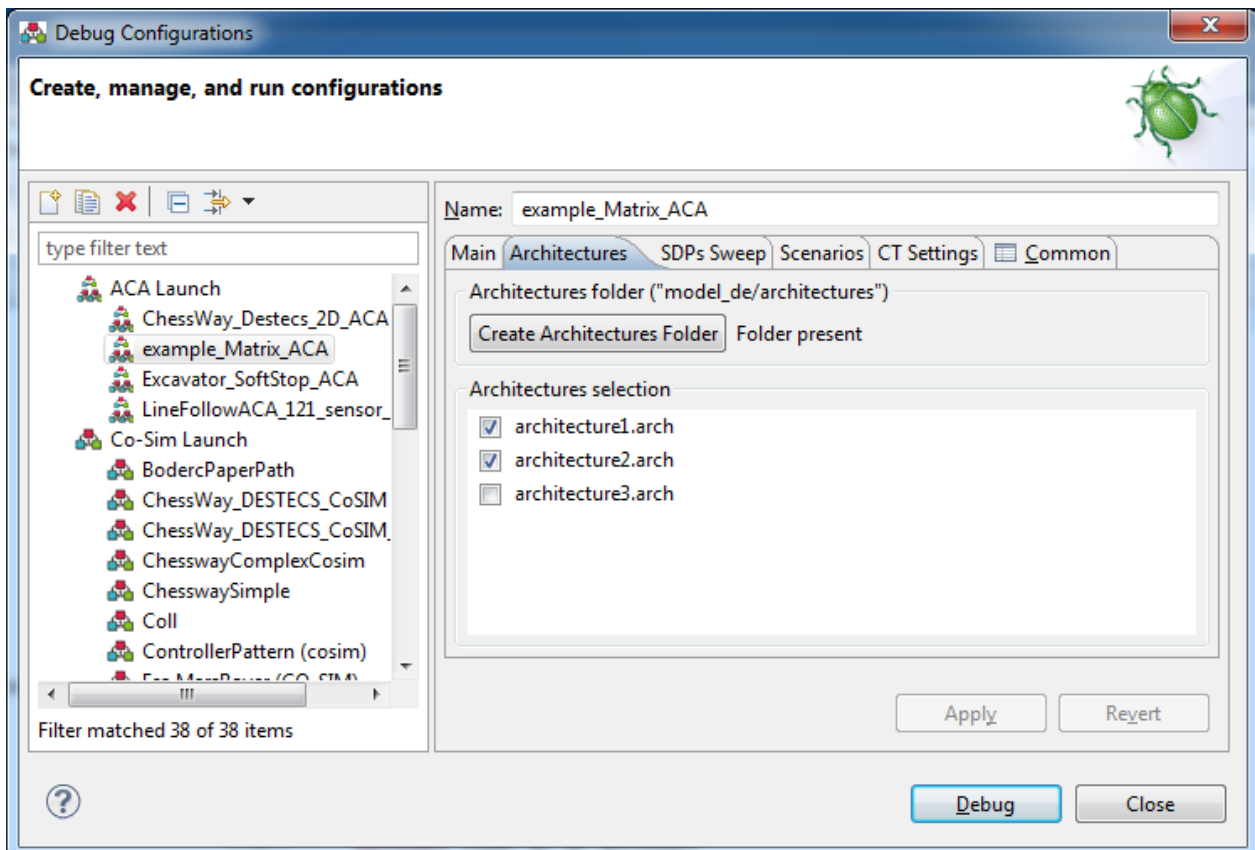 Debug Configurations
Create, manage, and run configurations
type filter text
ACA Launch
ChessWay_Destecs_2D_ACA
example_Matrix_ACA
Excavator_SoftStop_ACA
LineFollowACA_121_sensor_
Co-Sim Launch
BodercPaperPath
ChessWay_DESTECS_CoSIM
ChessWay_DESTECS_CoSIM_
ChesswayComplexCosim
ChesswaySimple
Coll
ControllerPattern (cosim)
Filter matched 38 of 38 items
Name: example_Matrix_ACA
Main Architectures SDPs Sweep Scenarios CT Settings Common
Architectures folder ("model_de/architectures")
Create Architectures Folder Folder present
Architectures selection
architecture1.arch
architecture2.arch
architecture3.arch
Apply Revert
? Debug Close